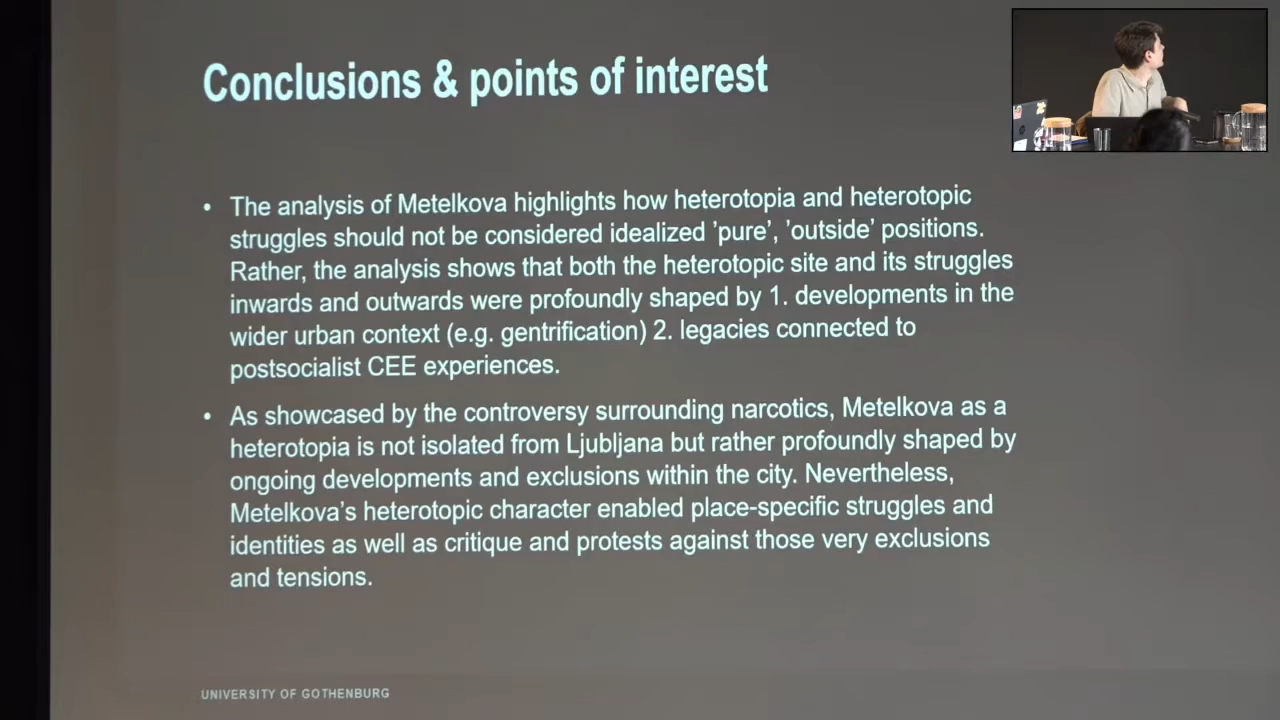 Conclusions & points of interest
• The analysis of Metelkova highlights how heterotopia and heterotopic
struggles should not be considered idealized ’pure’, ’outside’ positions.
Rather, the analysis shows that both the heterotopic site and its struggles
inwards and outwards were profoundly shaped by 1. developments in the
wider urban context (e.g. gentrification) 2. legacies connected to
postsocialist CEE experiences.
• As showcased by the controversy surrounding narcotics, Metelkova as a
heterotopia is not isolated from Ljubljana but rather profoundly shaped by
ongoing developments and exclusions within the city. Nevertheless,
Metelkova’s heterotopic character enabled place-specific struggles and
identities as well as critique and protests against those very exclusions
and tensions.
UNIVERSITY OF GOTHENBURG